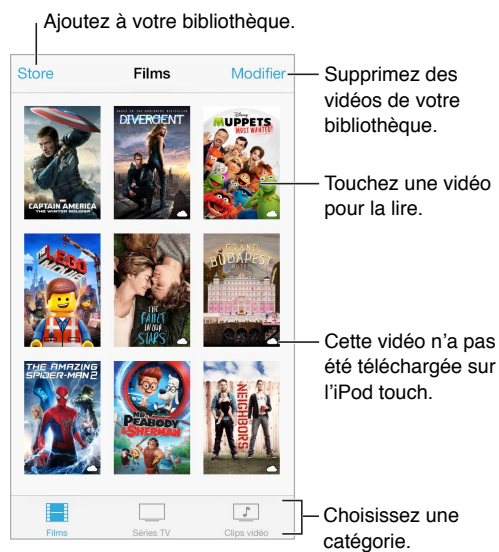 Ajoutez à votre bibliothèque.
Store
Films
Modifier
Supprimez des
vidéos de votre
bibliothèque.
CAPTAIN AMERICA
THE WINTER SOLDIER
DIVERGENT
Disney
MUPPETS
MOST WANTED
Touchez une vidéo
pour la lire.
THE LEGO
MOVIE
THE
FAULT
IN OUR
STARS
GRAND
BUDAPEST
Cette vidéo n'a pas
été téléchargée sur
l'iPod touch.
THE AMAZING
SPIDER-MAN 2
MR. PEABODY
& SHERMAN
NEIGHBORS
Films
Séries TV
Clips vidéo
Choisissez une
catégorie.